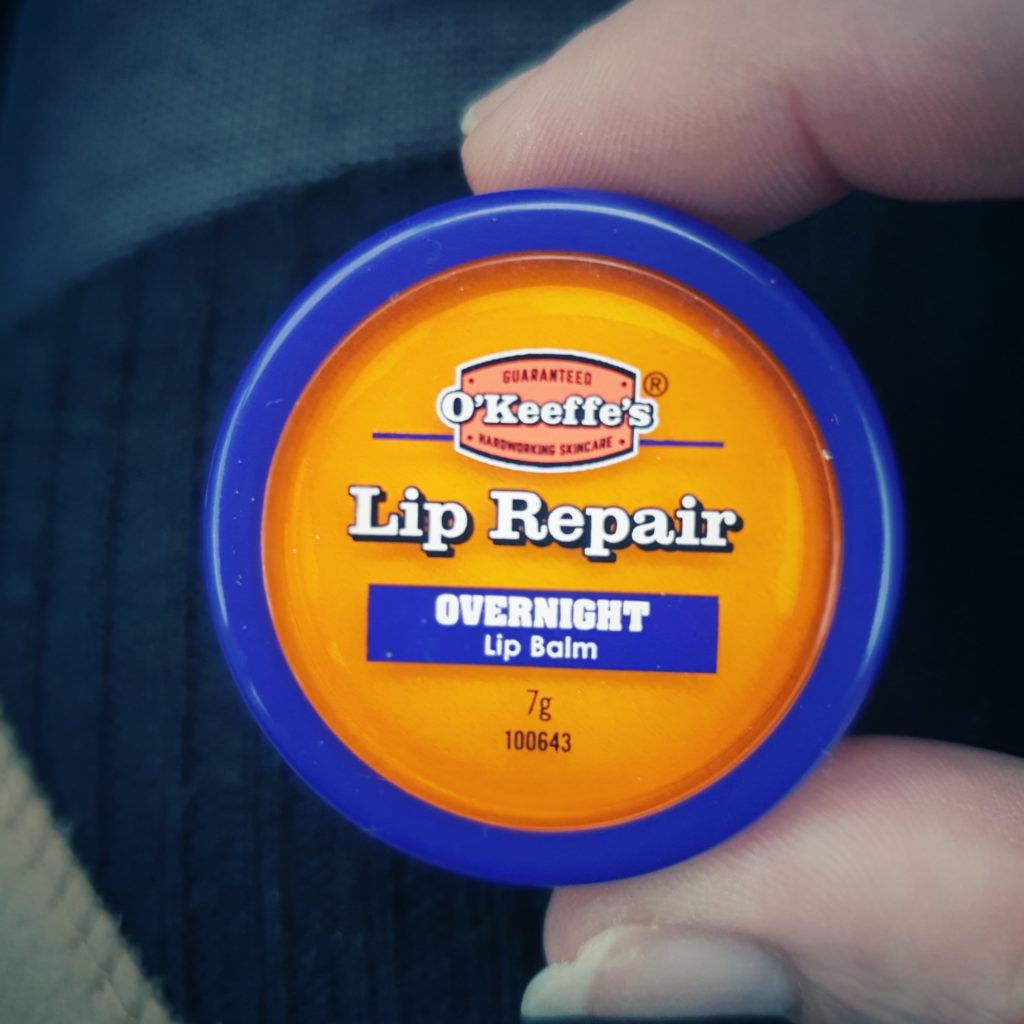 GUARANTEED
O'Keeffe's®
HARDWORKING SKINCARE
Lip Repair
OVERNIGHT
Lip Balm
7g
100643